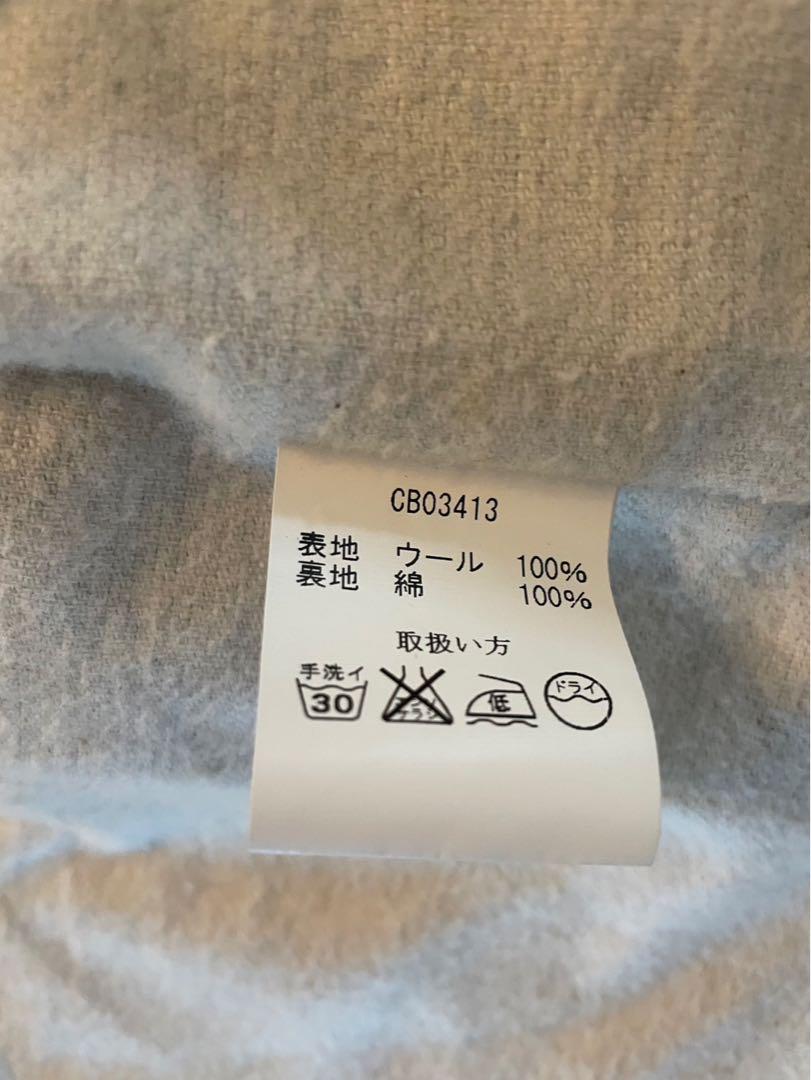 CB03413
表地 ウール 100%
裏地 綿 100%
取扱い方
手洗イ
30 低 ドライ